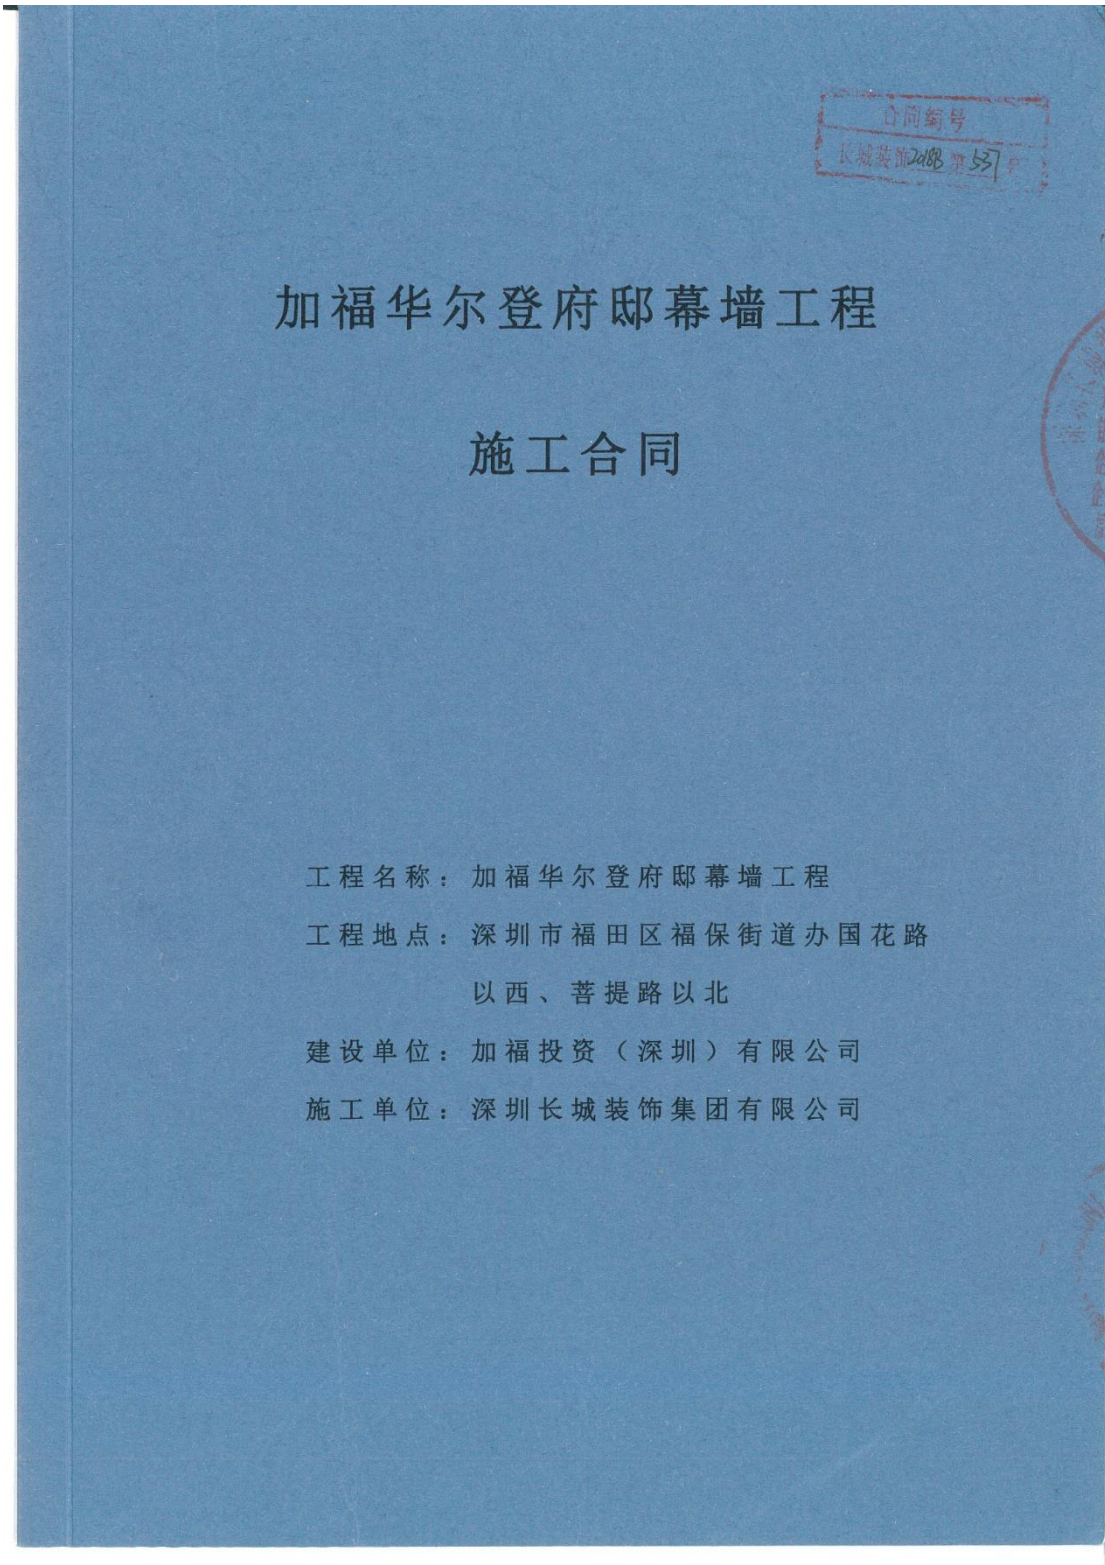 合同编号
长城装饰2018B第537号
加福华尔登府邸幕墙工程
施工合同
工程名称：加福华尔登府邸幕墙工程
工程地点：深圳市福田区福保街道办国花路
以西、菩提路以北
建设单位：加福投资（深圳）有限公司
施工单位：深圳长城装饰集团有限公司